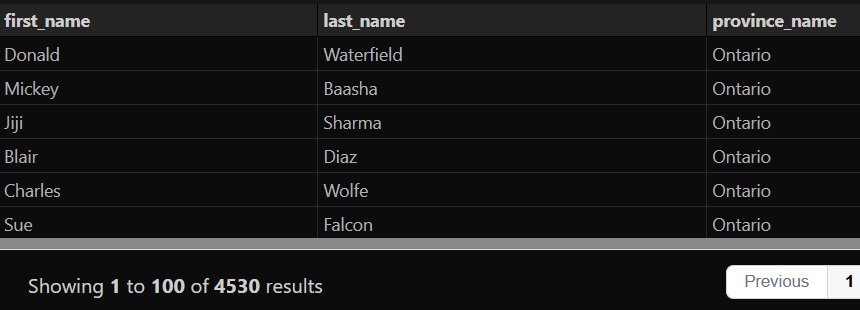 first_name last_name province_name
Donald Waterfield Ontario
Mickey Baasha Ontario
Jiji Sharma Ontario
Blair Diaz Ontario
Charles Wolfe Ontario
Sue Falcon Ontario
Showing 1 to 100 of 4530 results Previous 1